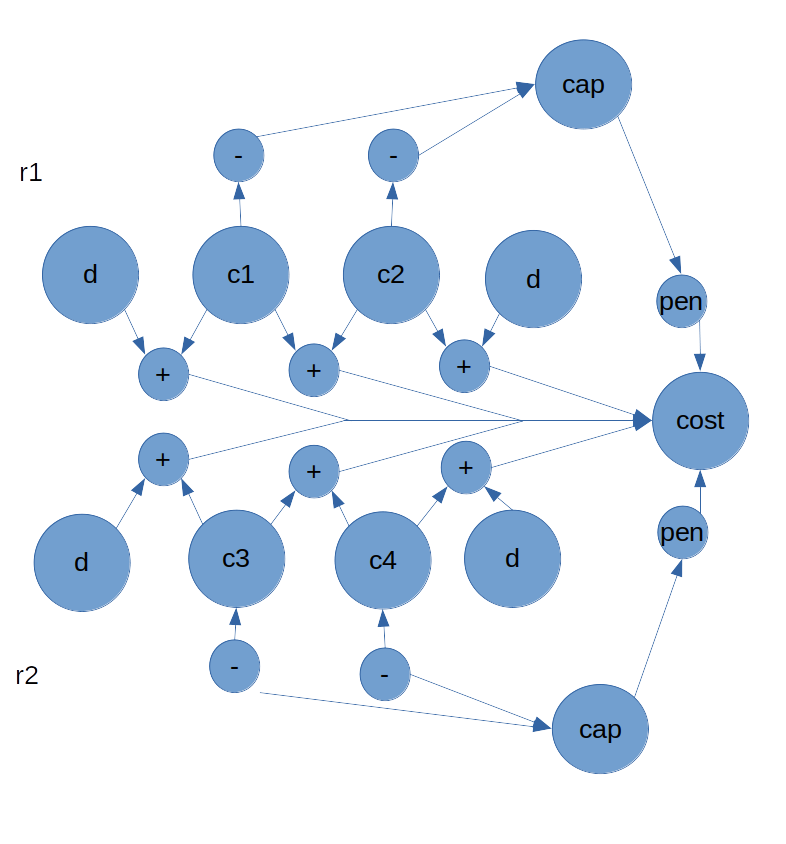 cap
- -
r1
d c1 c2 d
pen
+ + +
cost
+ + +
pen
d c3 c4 d
- -
r2
cap